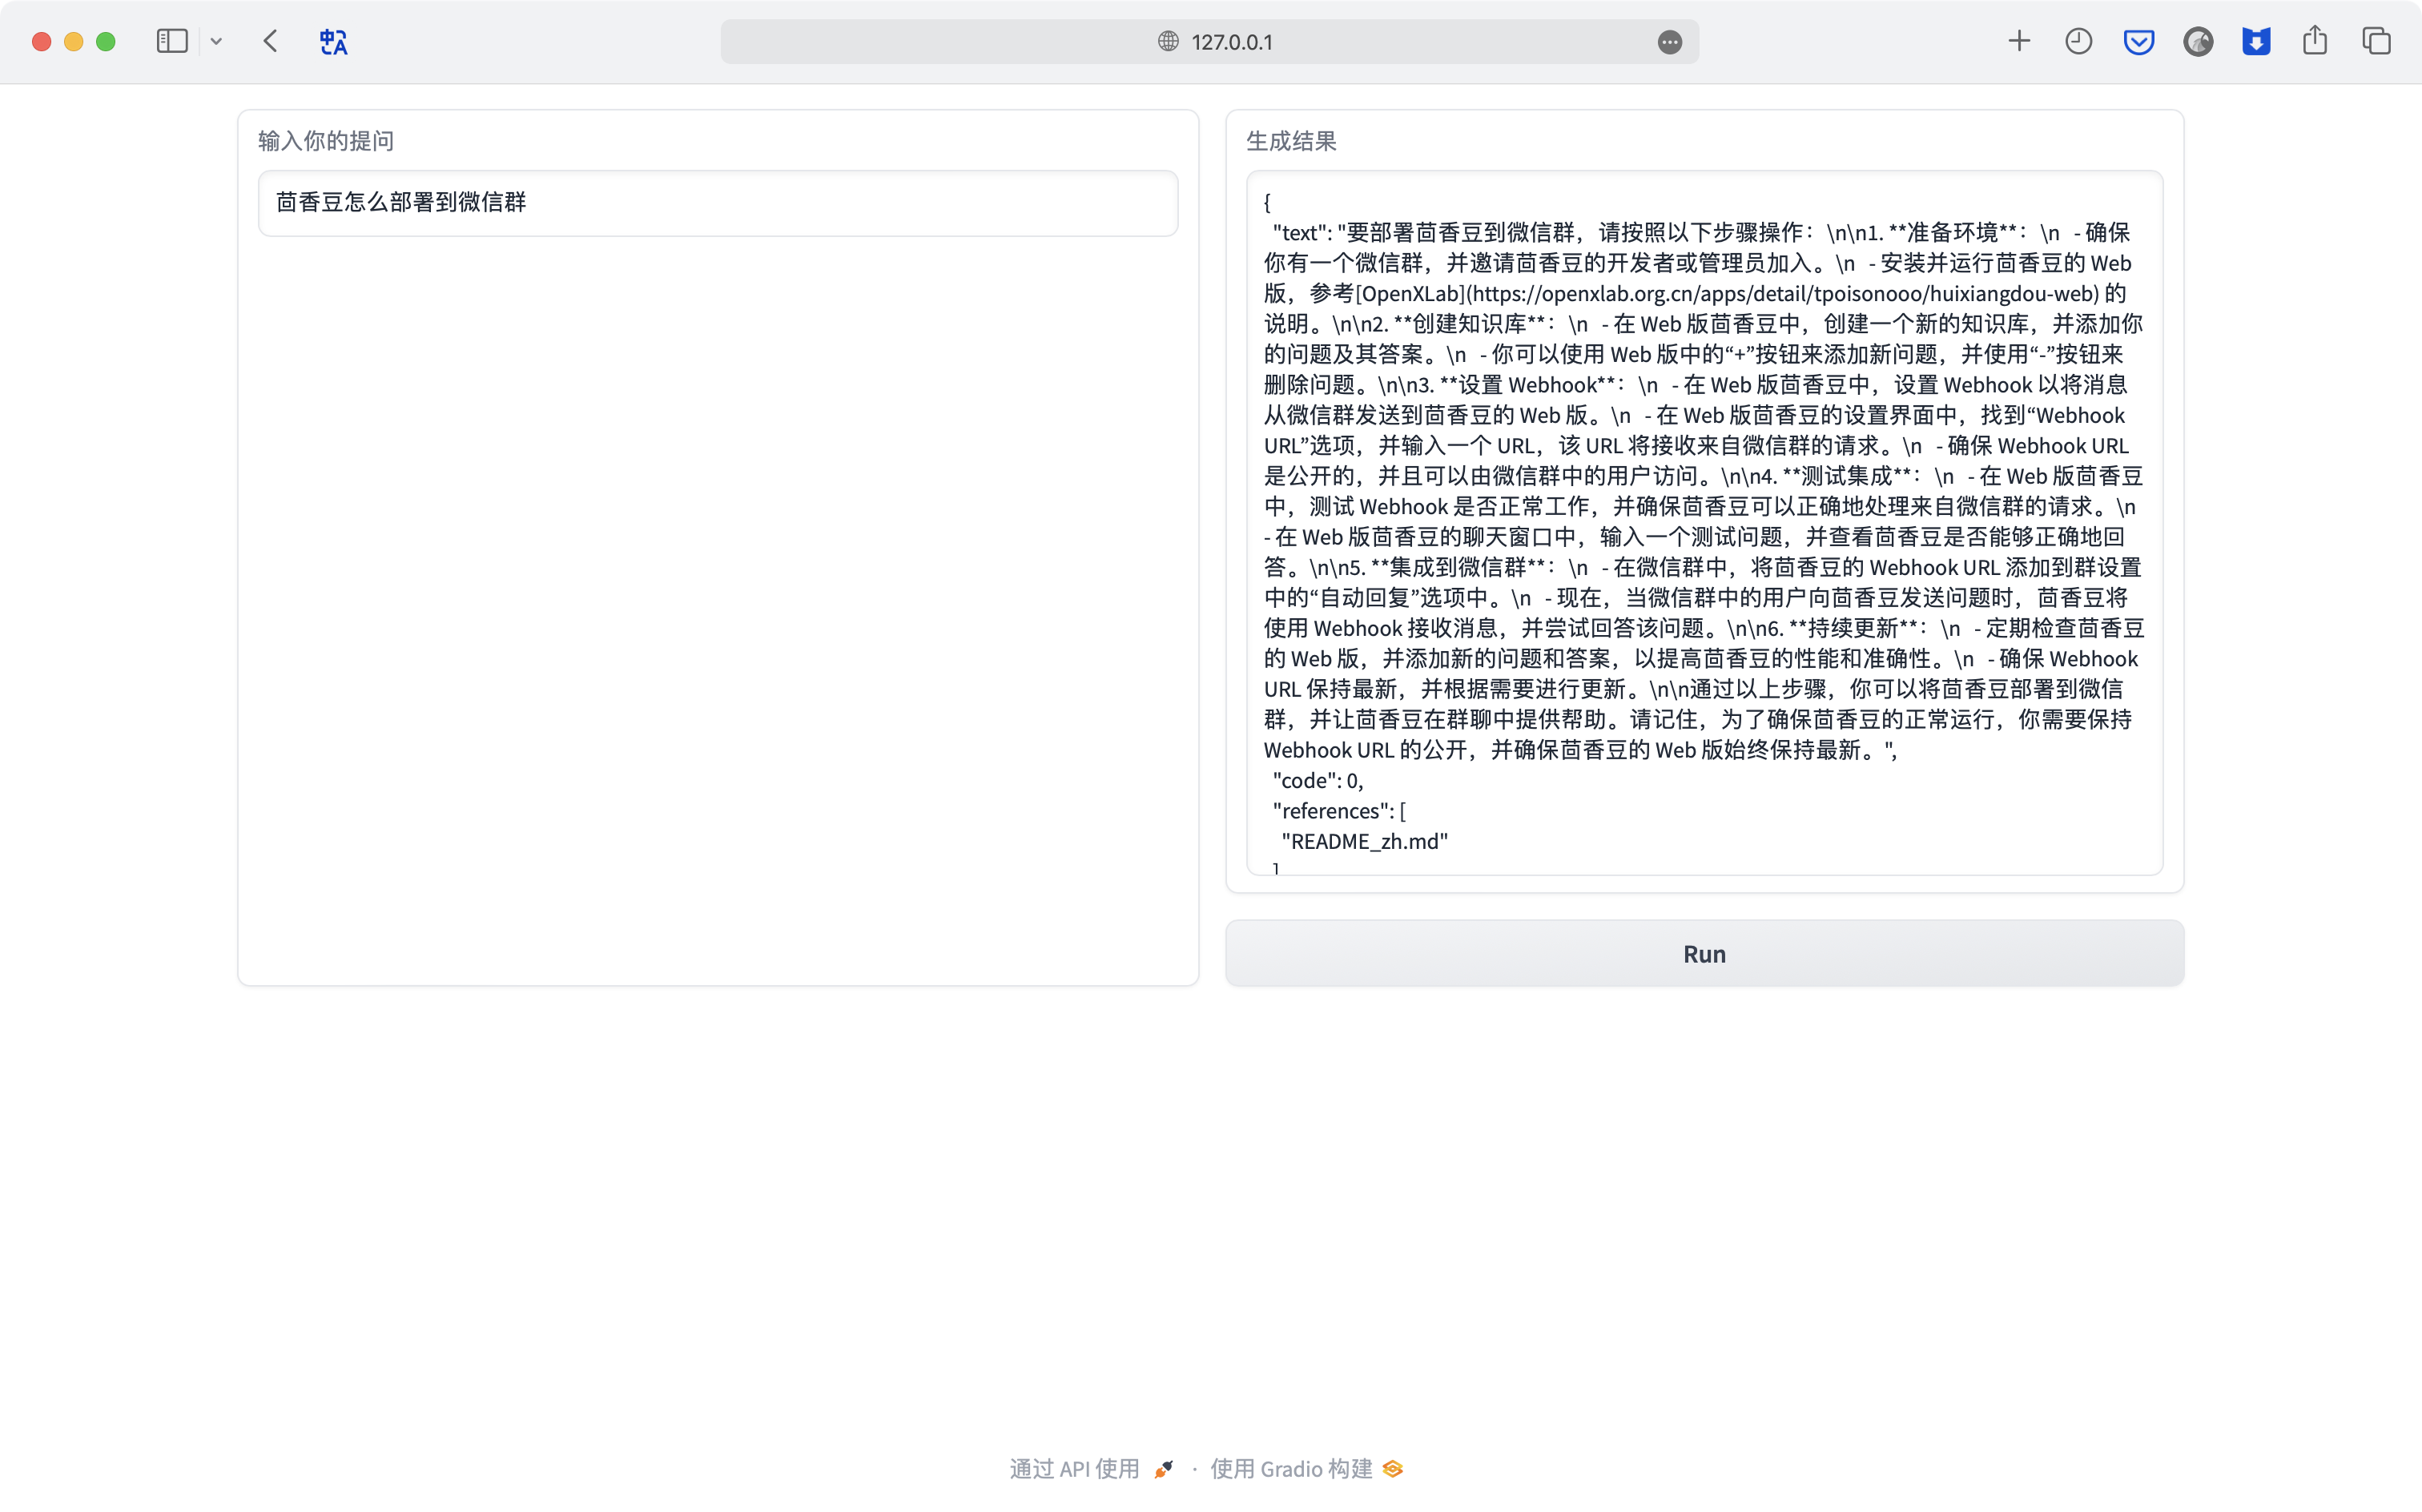 127.0.0.1
输入你的提问
茴香豆怎么部署到微信群
生成结果
{
"text": "要部署茴香豆到微信群，请按照以下步骤操作：\n\n1. **准备环境**：\n - 确保
你有一个微信群，并邀请茴香豆的开发者或管理员加入。\n - 安装并运行茴香豆的 Web
版，参考[OpenXLab](https://openxlab.org.cn/apps/detail/tpoisonooo/huixiangdou-web) 的
说明。\n\n2. **创建知识库**：\n - 在 Web 版茴香豆中，创建一个新的知识库，并添加你
的问题及其答案。\n - 你可以使用 Web 版中的“+”按钮来添加新问题，并使用“-”按钮来
删除问题。\n\n3. **设置 Webhook**：\n - 在 Web 版茴香豆中，设置 Webhook 以将消息
从微信群发送到茴香豆的 Web 版。\n - 在 Web 版茴香豆的设置界面中，找到“Webhook
URL”选项，并输入一个 URL，该 URL 将接收来自微信群的请求。\n - 确保 Webhook URL
是公开的，并且可以由微信群中的用户访问。\n\n4. **测试集成**：\n - 在 Web 版茴香豆
中，测试 Webhook 是否正常工作，并确保茴香豆可以正确地处理来自微信群的请求。\n
- 在 Web 版茴香豆的聊天窗口中，输入一个测试问题，并查看茴香豆是否能够正确地回
答。\n\n5. **集成到微信群**：\n - 在微信群中，将茴香豆的 Webhook URL 添加到群设置
中的“自动回复”选项中。\n - 现在，当微信群中的用户向茴香豆发送问题时，茴香豆将
使用 Webhook 接收消息，并尝试回答该问题。\n\n6. **持续更新**：\n - 定期检查茴香豆
的 Web 版，并添加新的问题和答案，以提高茴香豆的性能和准确性。\n - 确保 Webhook
URL 保持最新，并根据需要进行更新。\n\n通过以上步骤，你可以将茴香豆部署到微信
群，并让茴香豆在群聊中提供帮助。请记住，为了确保茴香豆的正常运行，你需要保持
Webhook URL 的公开，并确保茴香豆的 Web 版始终保持最新。",
"code": 0,
"references": [
"README_zh.md"
]
Run
通过 API 使用 · 使用 Gradio 构建